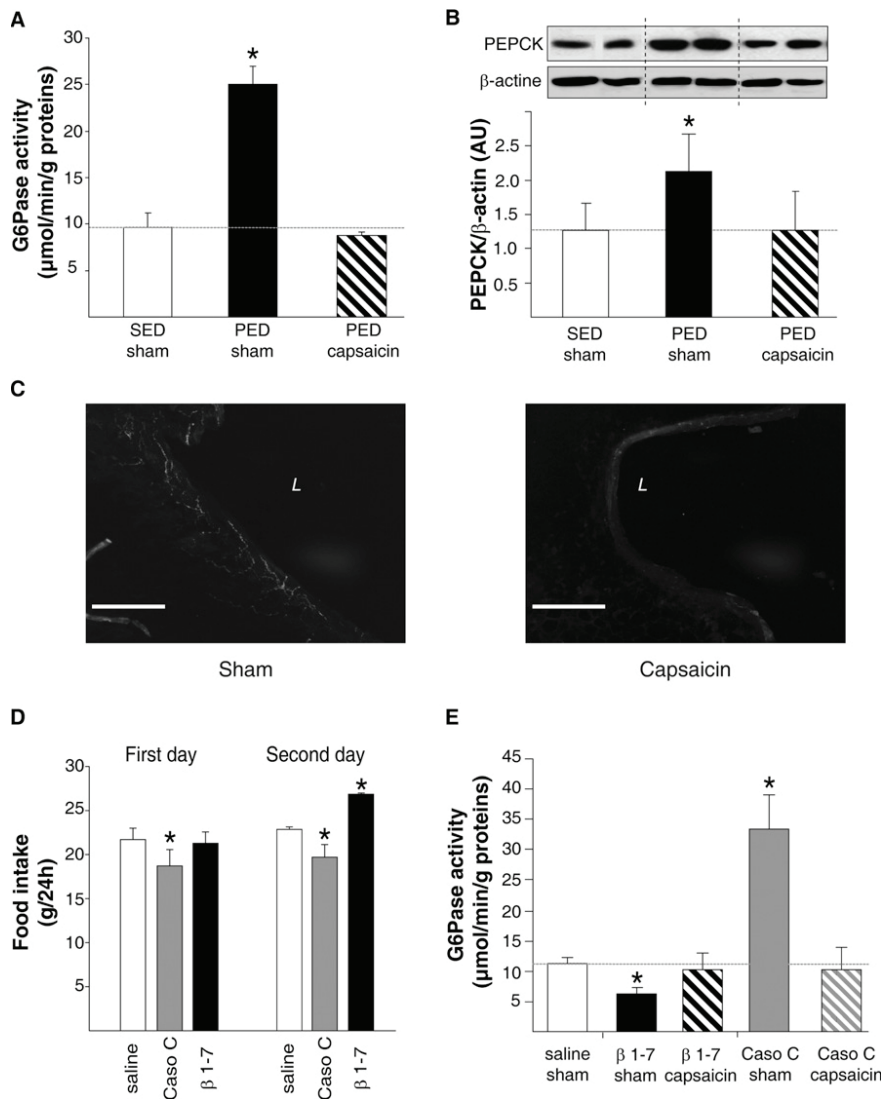 A
G6Pase activity
(μmol/min/g proteins)
30
25
20
15
10
5
*
SED
sham
PED
sham
PED
capsaicin
B
PEPCK
β-actine
PEPCK/β-actin (AU)
3.0
2.5
2.0
1.5
1.0
0.5
*
SED
sham
PED
sham
PED
capsaicin
C
L
L
Sham
Capsaicin
D
First day
Second day
Food intake
(g/24h)
30
25
20
15
10
5
*
*
*
saline
Caso C
β 1-7
saline
Caso C
β 1-7
E
G6Pase activity
(μmol/min/g proteins)
45
40
35
30
25
20
15
10
5
*
*
saline
sham
β 1-7
sham
β 1-7
capsaicin
Caso C
sham
Caso C
capsaicin